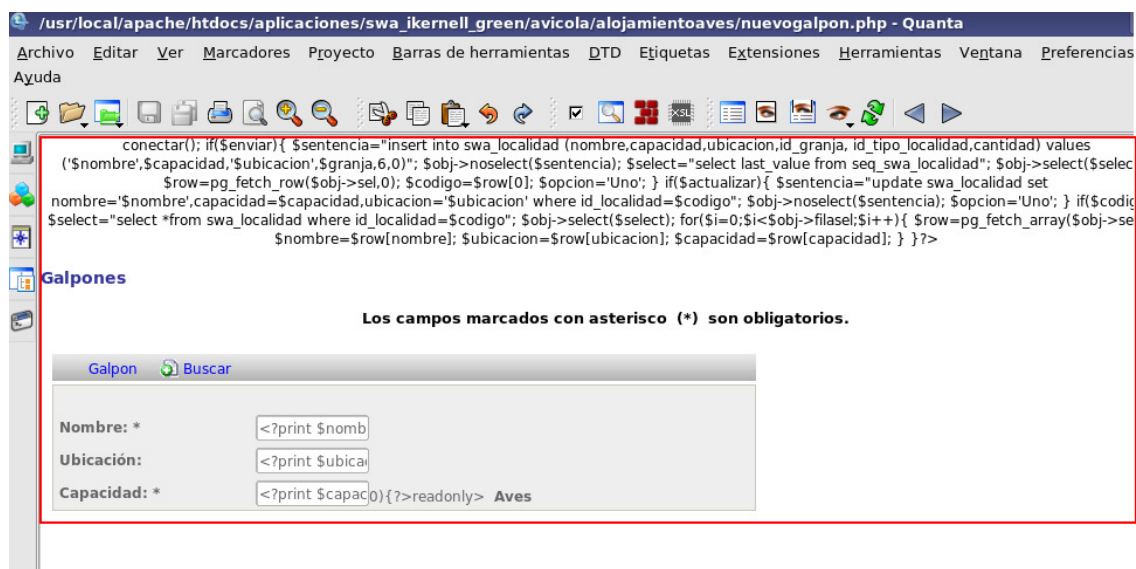 /usr/local/apache/htdocs/aplicaciones/swa_ikernell_green/avicola/alojamientoaves/nuevogalpon.php - Quanta
Archivo Editar Ver Marcadores Proyecto Barras de herramientas DTD Etiquetas Extensiones Herramientas Ventana Preferencias
Ayuda
XSL
conectar(); if($enviar){ $sentencia="insert into swa_localidad (nombre,capacidad,ubicacion,id_granja, id_tipo_localidad,cantidad) values
('$nombre',$capacidad,'$ubicacion',$granja,6,0)"; $obj->noselect($sentencia); $select="select last_value from seq_swa_localidad"; $obj->select($selec
$row=pg_fetch_row($obj->sel,0); $codigo=$row[0]; $opcion='Uno'; } if($actualizar){ $sentencia="update swa_localidad set
nombre='$nombre',capacidad=$capacidad,ubicacion='$ubicacion' where id_localidad=$codigo"; $obj->noselect($sentencia); $opcion='Uno'; } if($codig
$select="select *from swa_localidad where id_localidad=$codigo"; $obj->select($select); for($i=0;$i<$obj->filasel;$i++){ $row=pg_fetch_array($obj->se
$nombre=$row[nombre]; $ubicacion=$row[ubicacion]; $capacidad=$row[capacidad]; } }?>
Galpones
Los campos marcados con asterisco (*) son obligatorios.
Galpon Buscar
Nombre: * <?print $nomb
Ubicación: <?print $ubica
Capacidad: * <?print $capac0){?>readonly> Aves